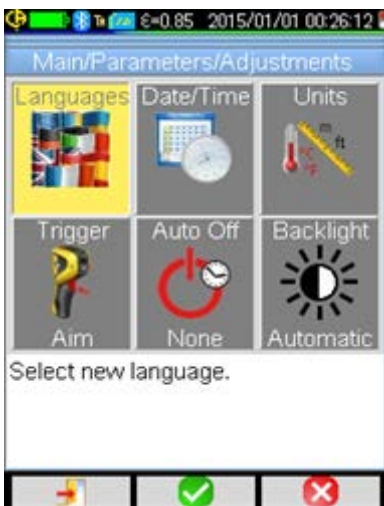 ε=0.85 2015/01/01 00:26:12
Main/Parameters/Adjustments
Languages Date/Time Units
m
ft
°C
°F
Trigger Auto Off Backlight
Aim None Automatic
Select new language.